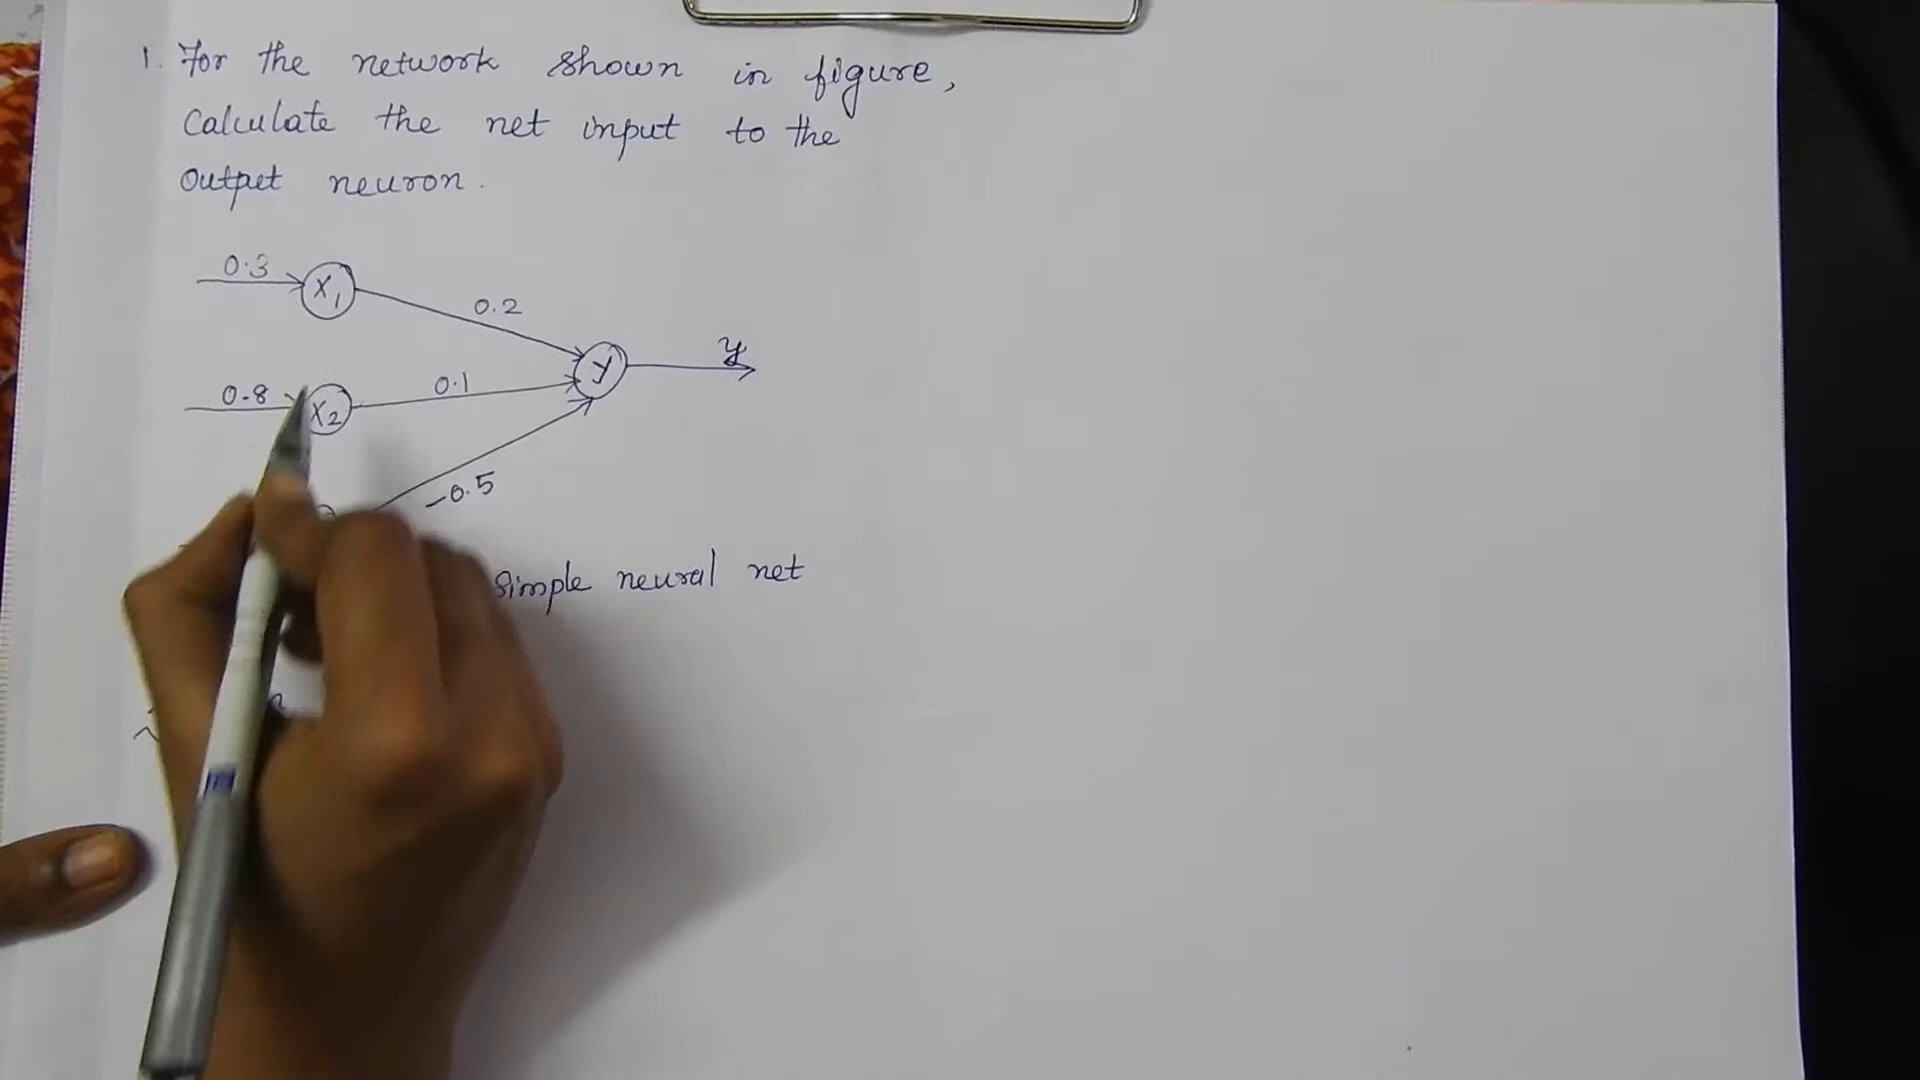 1. For the network shown in figure,
Calculate the net input to the
output neuron.
0.3 X1 0.2
y
Y
0.8 X2 0.1
-0.5
simple neural net